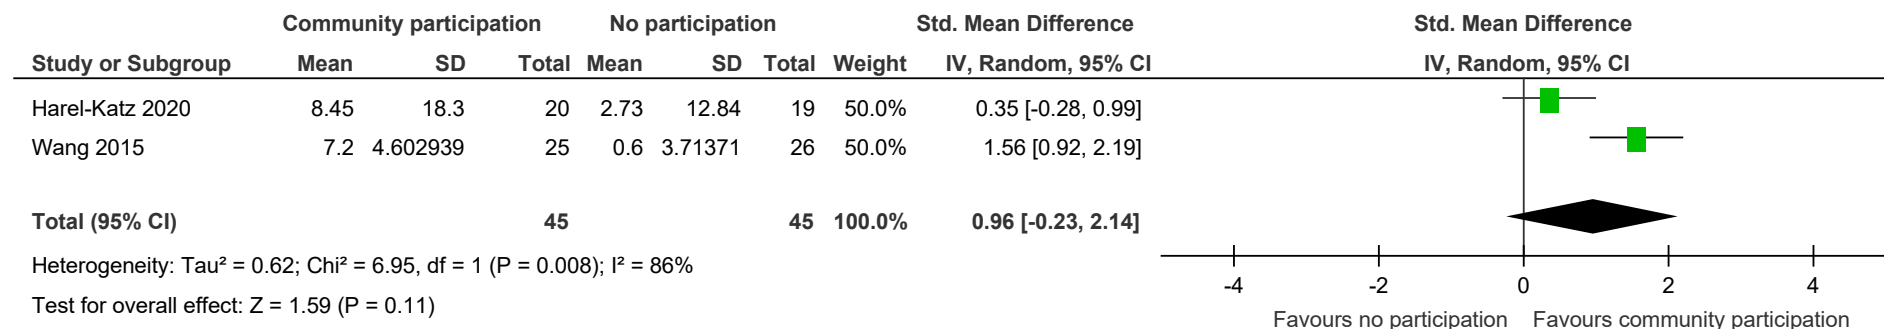 Community participation No participation Std. Mean Difference Std. Mean Difference
Study or Subgroup Mean SD Total Mean SD Total Weight IV, Random, 95% CI IV, Random, 95% CI
Harel-Katz 2020 8.45 18.3 20 2.73 12.84 19 50.0% 0.35 [-0.28, 0.99]
Wang 2015 7.2 4.602939 25 0.6 3.71371 26 50.0% 1.56 [0.92, 2.19]
Total (95% CI) 45 45 100.0% 0.96 [-0.23, 2.14]
Heterogeneity: Tau² = 0.62; Chi² = 6.95, df = 1 (P = 0.008); I² = 86%
Test for overall effect: Z = 1.59 (P = 0.11)
-4 -2 0 2 4
Favours no participation Favours community participation